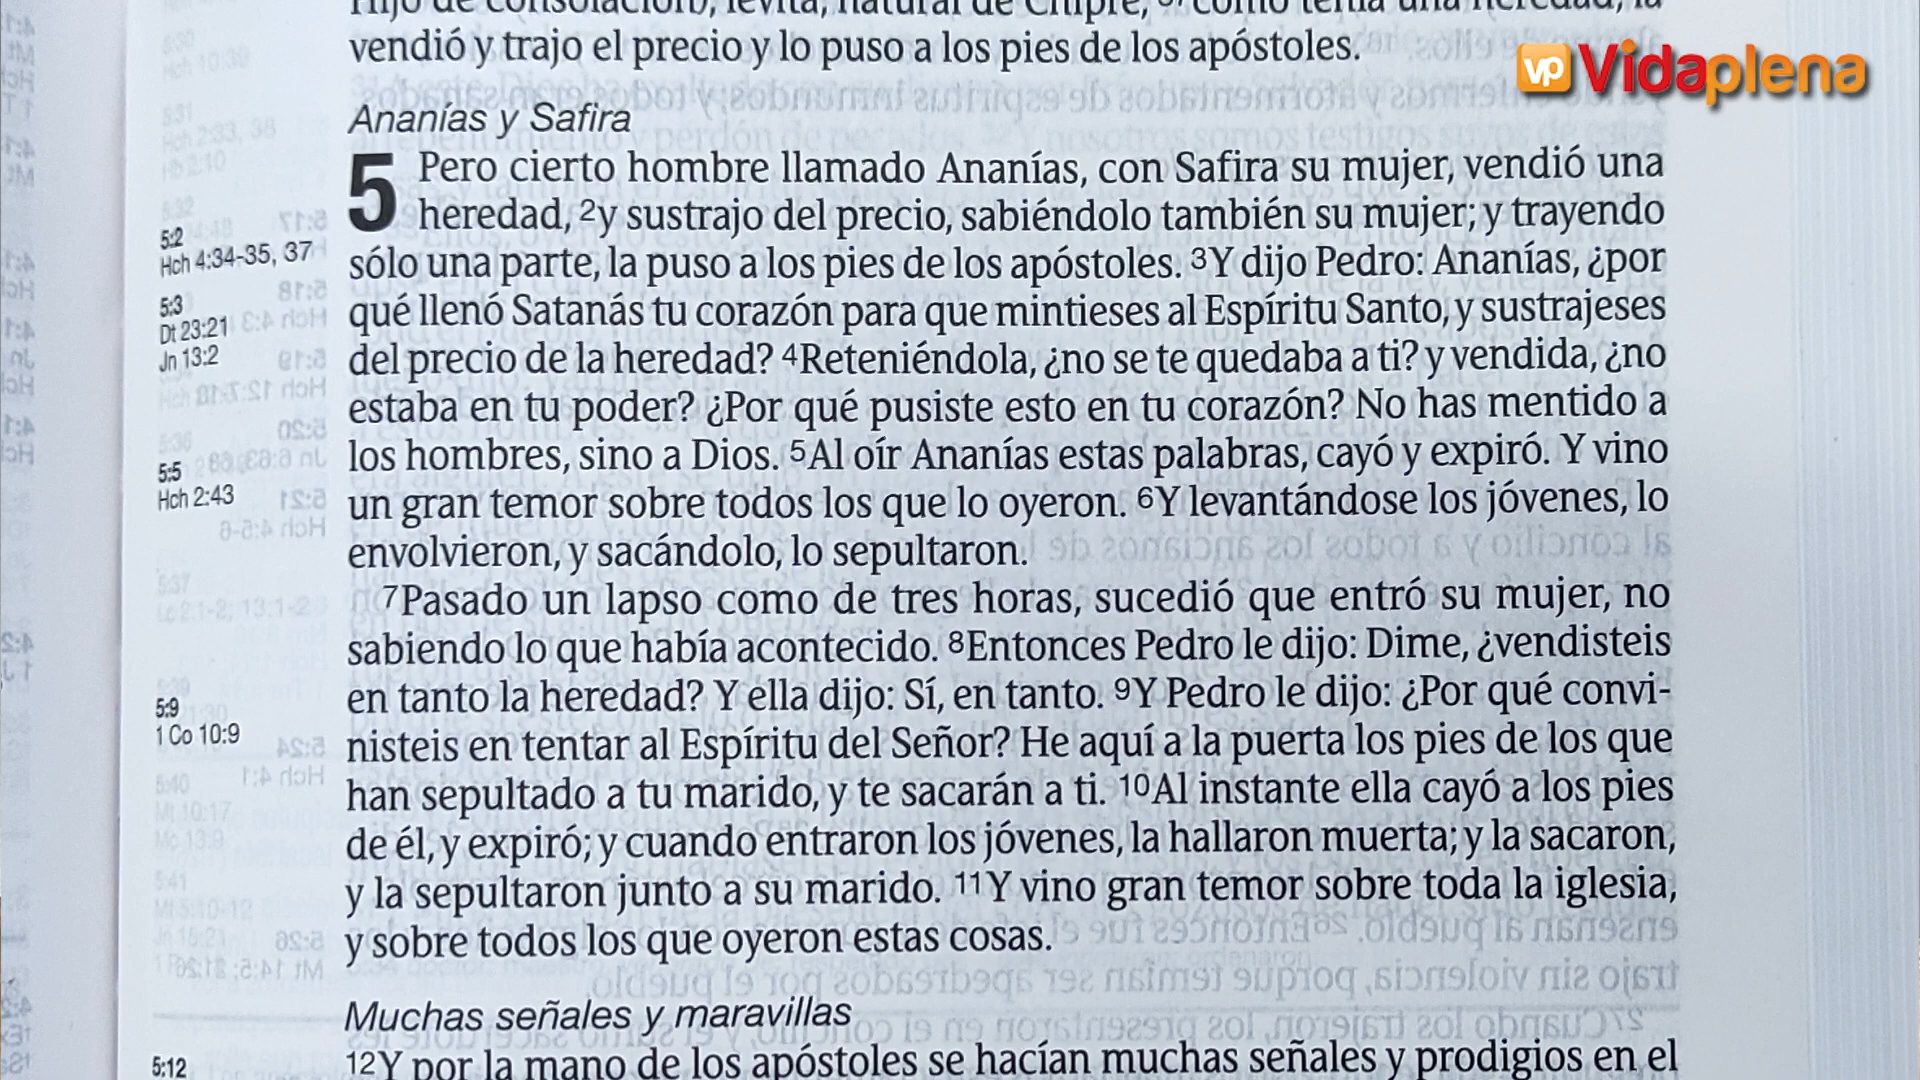 Hijo de consolación), levita, natural de Chipre, 37como tenía una heredad, la
vendió y trajo el precio y lo puso a los pies de los apóstoles.
vp Vidaplena
Ananías y Safira
5 Pero cierto hombre llamado Ananías, con Safira su mujer, vendió una
heredad, 2y sustrajo del precio, sabiéndolo también su mujer; y trayendo
sólo una parte, la puso a los pies de los apóstoles. 3Y dijo Pedro: Ananías, ¿por
qué llenó Satanás tu corazón para que mintieses al Espíritu Santo, y sustrajeses
del precio de la heredad? 4Reteniéndola, ¿no se te quedaba a ti? y vendida, ¿no
estaba en tu poder? ¿Por qué pusiste esto en tu corazón? No has mentido a
los hombres, sino a Dios. 5Al oír Ananías estas palabras, cayó y expiró. Y vino
un gran temor sobre todos los que lo oyeron. 6Y levantándose los jóvenes, lo
envolvieron, y sacándolo, lo sepultaron.
7Pasado un lapso como de tres horas, sucedió que entró su mujer, no
sabiendo lo que había acontecido. 8Entonces Pedro le dijo: Dime, ¿vendisteis
en tanto la heredad? Y ella dijo: Sí, en tanto. 9Y Pedro le dijo: ¿Por qué convi-
nisteis en tentar al Espíritu del Señor? He aquí a la puerta los pies de los que
han sepultado a tu marido, y te sacarán a ti. 10Al instante ella cayó a los pies
de él, y expiró; y cuando entraron los jóvenes, la hallaron muerta; y la sacaron,
y la sepultaron junto a su marido. 11Y vino gran temor sobre toda la iglesia,
y sobre todos los que oyeron estas cosas.
Muchas señales y maravillas
12Y por la mano de los apóstoles se hacían muchas señales y prodigios en el
5:2
Hch 4:34-35, 37
5:3
Dt 23:21
Jn 13:2
5:5
Hch 2:43
5:9
1 Co 10:9
5:12